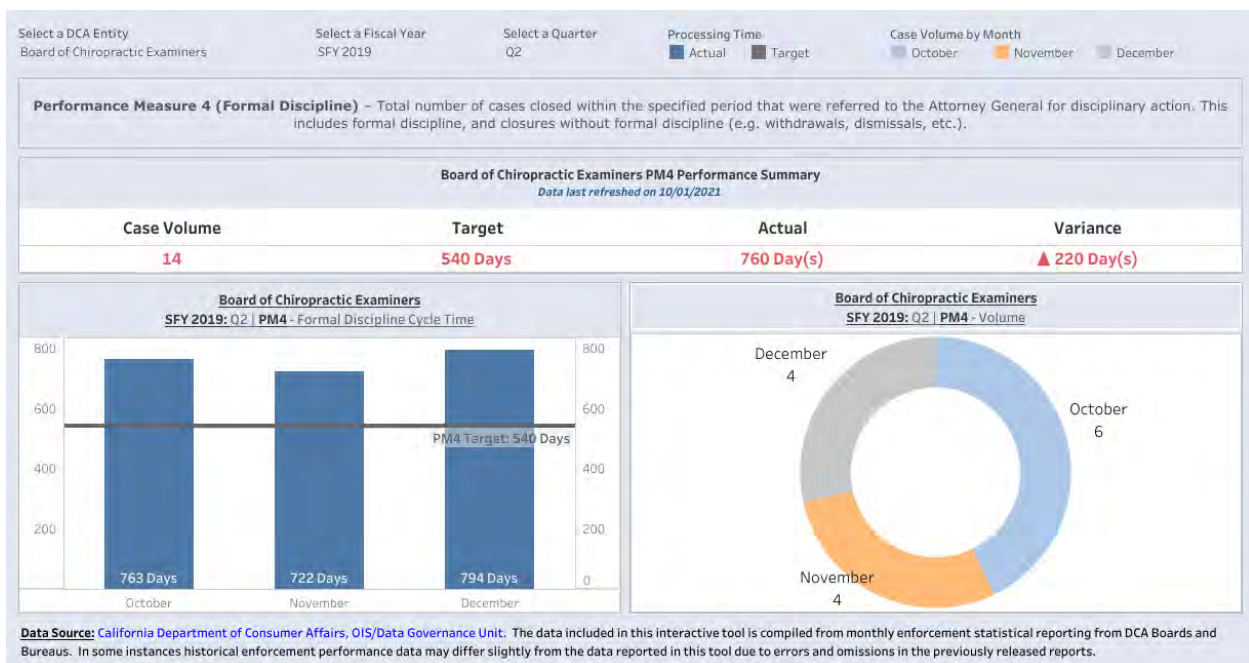 Select a DCA Entity
Board of Chiropractic Examiners
Select a Fiscal Year
SFY 2019
Select a Quarter
Q2
Processing Time
Actual
Target
Case Volume by Month
October
November
December
Performance Measure 4 (Formal Discipline) – Total number of cases closed within the specified period that were referred to the Attorney General for disciplinary action. This
includes formal discipline, and closures without formal discipline (e.g. withdrawals, dismissals, etc.).
Board of Chiropractic Examiners PM4 Performance Summary
Data last refreshed on 10/01/2021
Case Volume
Target
Actual
Variance
14
540 Days
760 Day(s)
▲ 220 Day(s)
Board of Chiropractic Examiners
SFY 2019: Q2 | PM4 - Formal Discipline Cycle Time
800
600
400
200
800
600
400
200
0
PM4 Target: 540 Days
763 Days
722 Days
794 Days
October
November
December
Board of Chiropractic Examiners
SFY 2019: Q2 | PM4 - Volume
December
4
October
6
November
4
Data Source: California Department of Consumer Affairs, OIS/Data Governance Unit. The data included in this interactive tool is compiled from monthly enforcement statistical reporting from DCA Boards and
Bureaus. In some instances historical enforcement performance data may differ slightly from the data reported in this tool due to errors and omissions in the previously released reports.